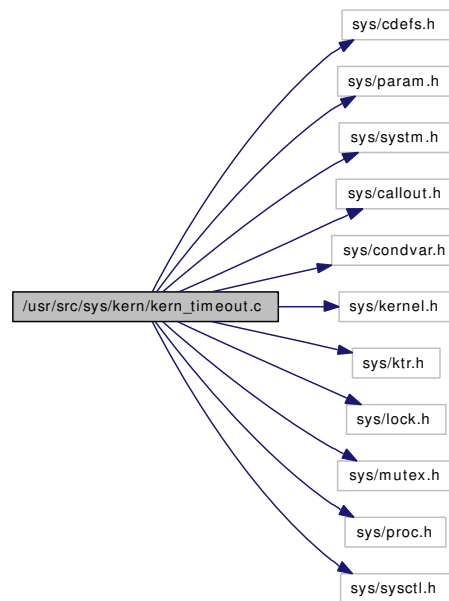 sys/cdefs.h
sys/param.h
sys/systm.h
sys/callout.h
sys/condvar.h
/usr/src/sys/kern/kern_timeout.c
sys/kernel.h
sys/ktr.h
sys/lock.h
sys/mutex.h
sys/proc.h
sys/sysctl.h